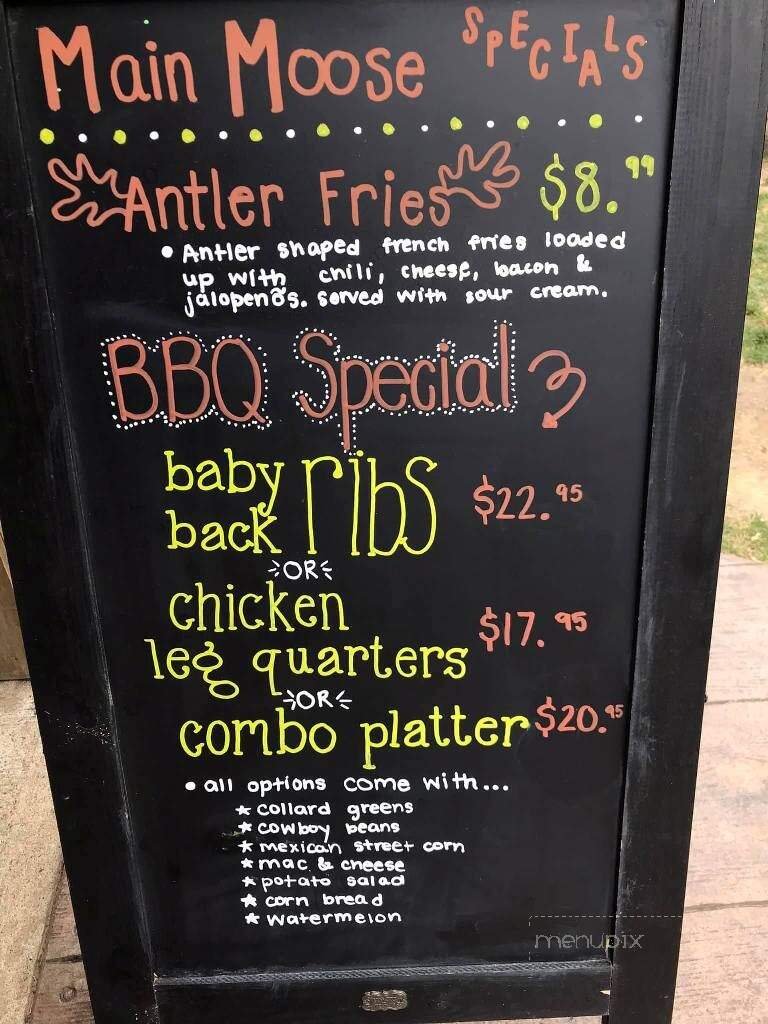 Main Moose SPECIALS
Antler Fries $8.99
• Antler shaped french fries loaded
up with chili, cheese, bacon &
jalopeños. served with sour cream.
BBQ Special
baby back ribs $22.95
OR
chicken
leg quarters $17.95
OR
combo platter $20.95
• all options come with...
* collard greens
* cowboy beans
* mexican street corn
* mac & cheese
* potato salad
* corn bread
* watermelon
menupix